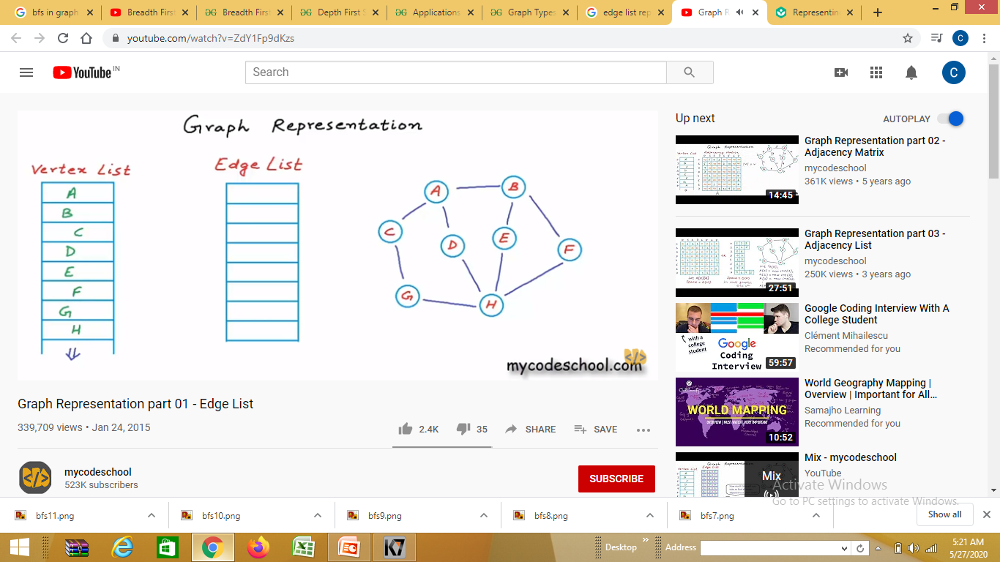 bfs in graph
Breadth Firs
Breadth Firs
Depth First S
Applications
Graph Types
edge list rep
Graph R
Representin
youtube.com/watch?v=ZdY1Fp9dKzs
C
YouTube IN
Search
C
Graph Representation
Vertex List
Edge List
A
B
C
D
E
F
G
H
A
B
C
D
E
F
G
H
mycodeschool.com
Graph Representation part 01 - Edge List
339,709 views • Jan 24, 2015
2.4K
35
SHARE
SAVE
mycodeschool
523K subscribers
SUBSCRIBE
Up next
AUTOPLAY
14:45
Graph Representation part 02 -
Adjacency Matrix
mycodeschool
361K views • 5 years ago
27:51
Graph Representation part 03 -
Adjacency List
mycodeschool
250K views • 3 years ago
with a
college
student
Google
Coding
Interview
59:57
Google Coding Interview With A
College Student
Clément Mihailescu
Recommended for you
WORLD MAPPING
10:52
World Geography Mapping |
Overview | Important for All...
Samajho Learning
Recommended for you
Mix
Mix - mycodeschool
YouTube
Activate Windows
Go to PC settings to activate Windows.
bfs11.png
bfs10.png
bfs9.png
bfs8.png
bfs7.png
Show all
Desktop
Address
5:21 AM
5/27/2020